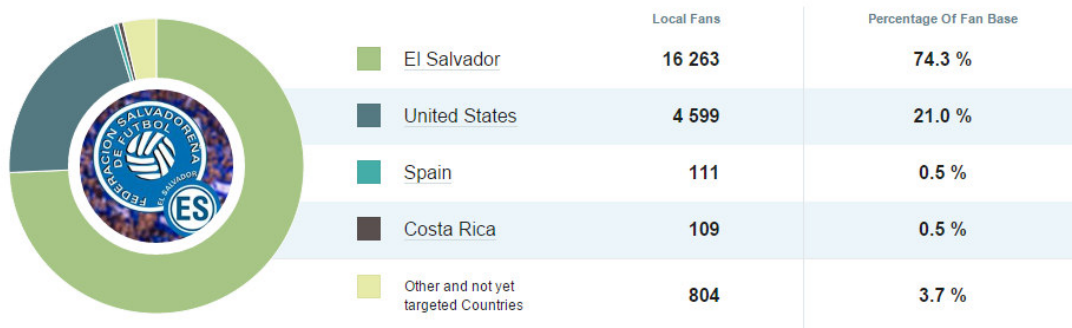 Local Fans Percentage Of Fan Base
El Salvador 16 263 74.3 %
United States 4 599 21.0 %
Spain 111 0.5 %
Costa Rica 109 0.5 %
Other and not yet
targeted Countries 804 3.7 %
FEDERACION SALVADOREÑA
DE FUTBOL
EL SALVADOR
ES